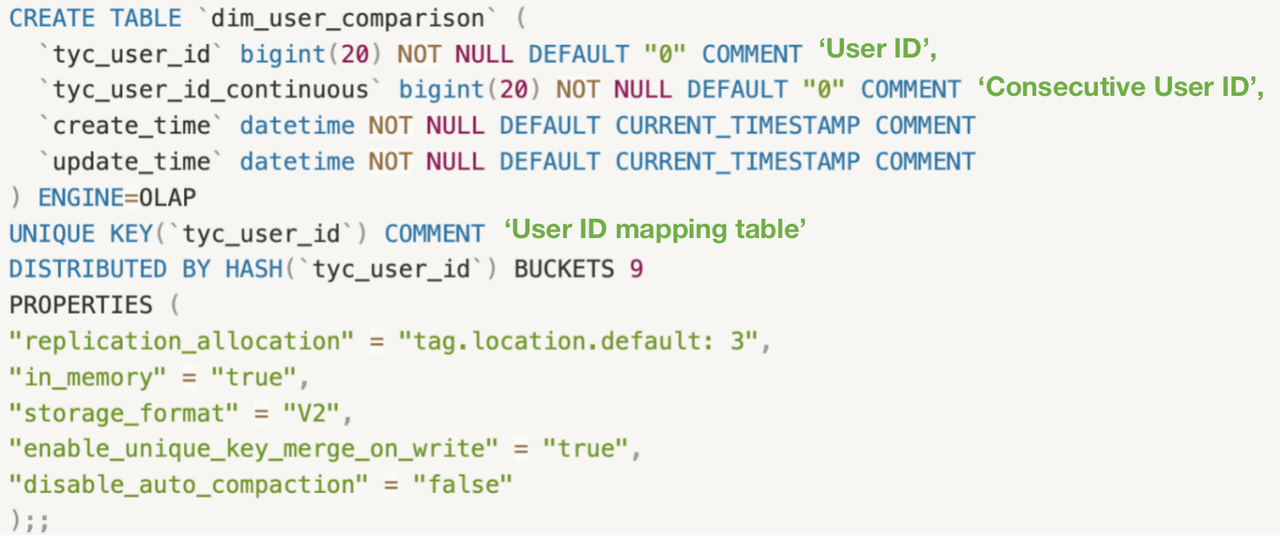 CREATE TABLE `dim_user_comparison` (
  `tyc_user_id` bigint(20) NOT NULL DEFAULT "0" COMMENT ‘User ID’,
  `tyc_user_id_continuous` bigint(20) NOT NULL DEFAULT "0" COMMENT ‘Consecutive User ID’,
  `create_time` datetime NOT NULL DEFAULT CURRENT_TIMESTAMP COMMENT
  `update_time` datetime NOT NULL DEFAULT CURRENT_TIMESTAMP COMMENT
) ENGINE=OLAP
UNIQUE KEY(`tyc_user_id`) COMMENT ‘User ID mapping table’
DISTRIBUTED BY HASH(`tyc_user_id`) BUCKETS 9
PROPERTIES (
"replication_allocation" = "tag.location.default: 3",
"in_memory" = "true",
"storage_format" = "V2",
"enable_unique_key_merge_on_write" = "true",
"disable_auto_compaction" = "false"
);;